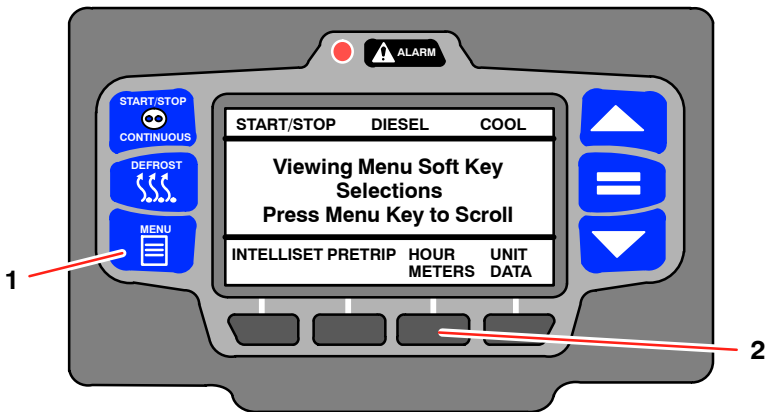 ALARM
START/STOP
CONTINUOUS
DEFROST
MENU
START/STOP DIESEL COOL
Viewing Menu Soft Key
Selections
Press Menu Key to Scroll
INTELLISET PRETRIP HOUR METERS UNIT DATA
1
2